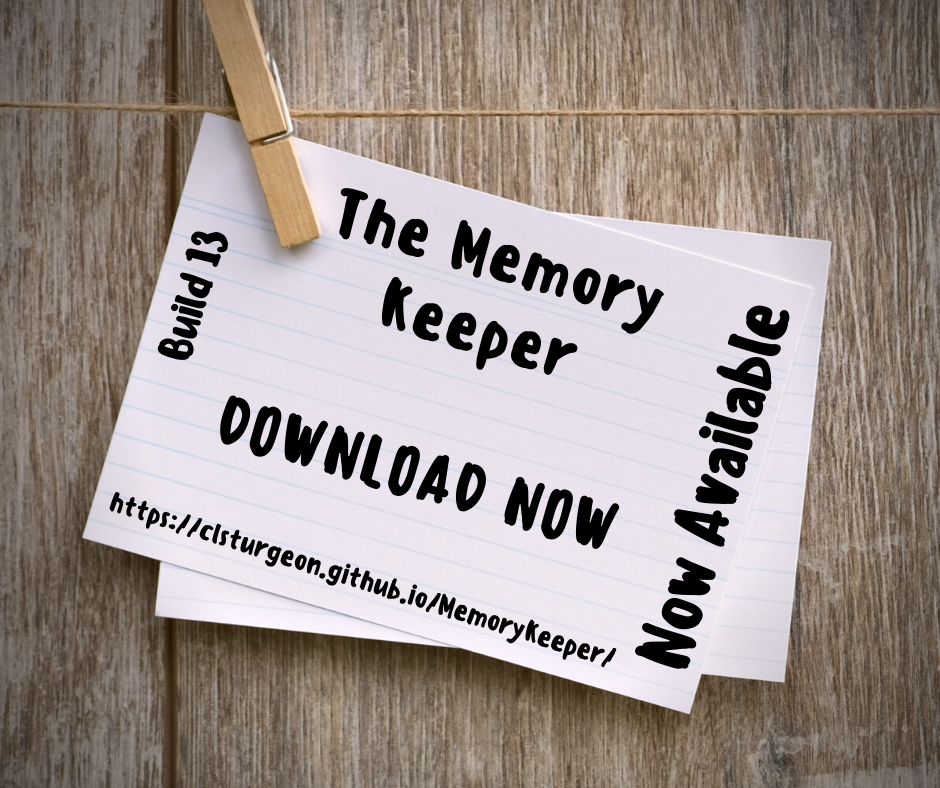 The Memory
Keeper
Build 13
DOWNLOAD NOW
Now Available
https://clsturgeon.github.io/MemoryKeeper/